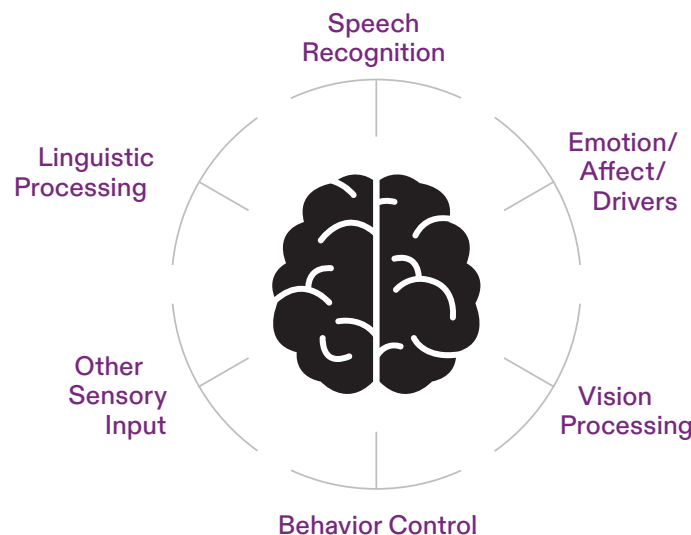 Speech
Recognition
Emotion/
Affect/
Drivers
Vision
Processing
Behavior Control
Other
Sensory
Input
Linguistic
Processing